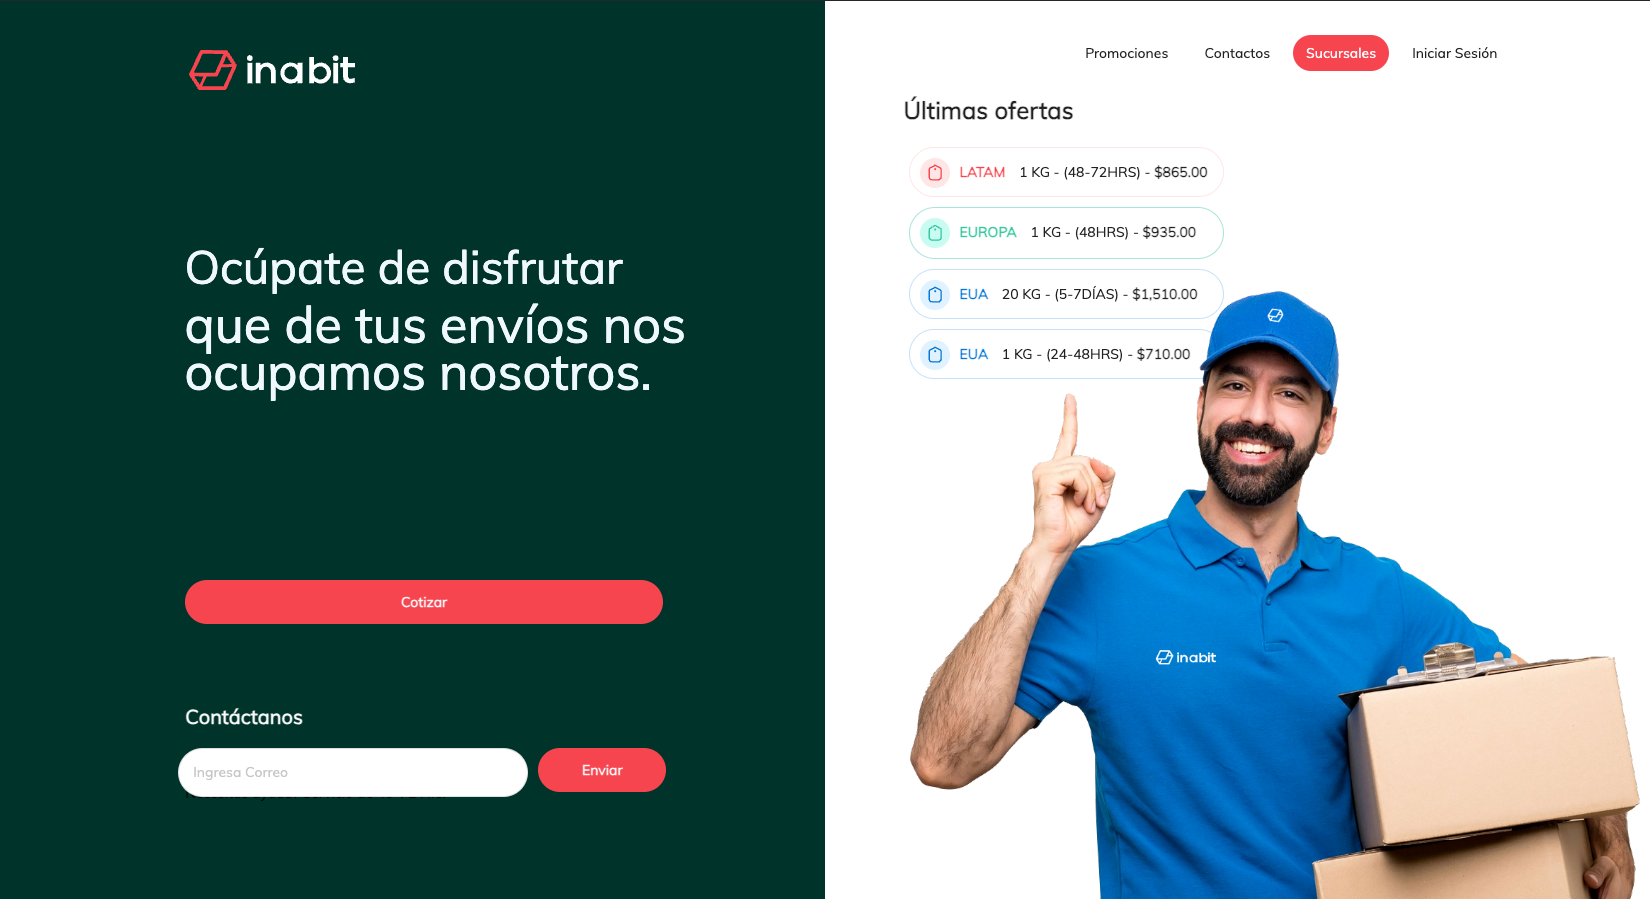 inabit
Ocúpate de disfrutar
que de tus envíos nos
ocupamos nosotros.
Cotizar
Contáctanos
Ingresa Correo
Enviar
Promociones
Contactos
Sucursales
Iniciar Sesión
Últimas ofertas
LATAM 1 KG - (48-72HRS) - $865.00
EUROPA 1 KG - (48HRS) - $935.00
EUA 20 KG - (5-7DÍAS) - $1,510.00
EUA 1 KG - (24-48HRS) - $710.00
inabit